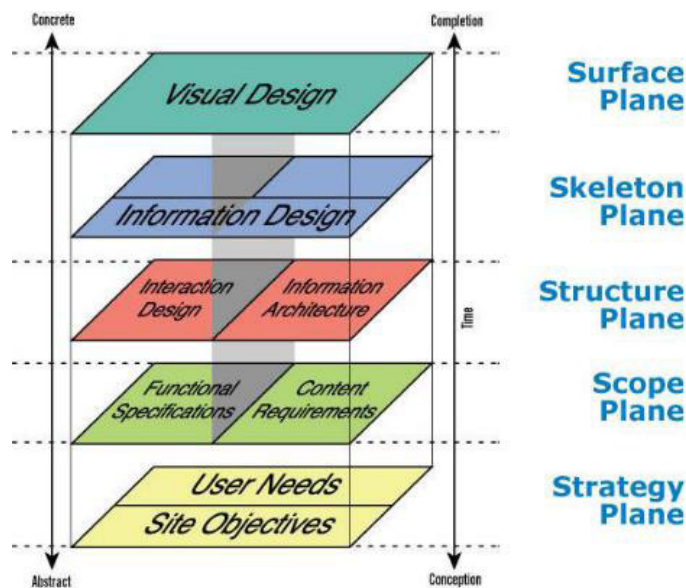 Concrete
Completion
Visual Design
Surface
Plane
Information Design
Skeleton
Plane
Interaction
Design
Information
Architecture
Structure
Plane
Time
Functional
Specifications
Content
Requirements
Scope
Plane
User Needs
Site Objectives
Strategy
Plane
Abstract
Conception